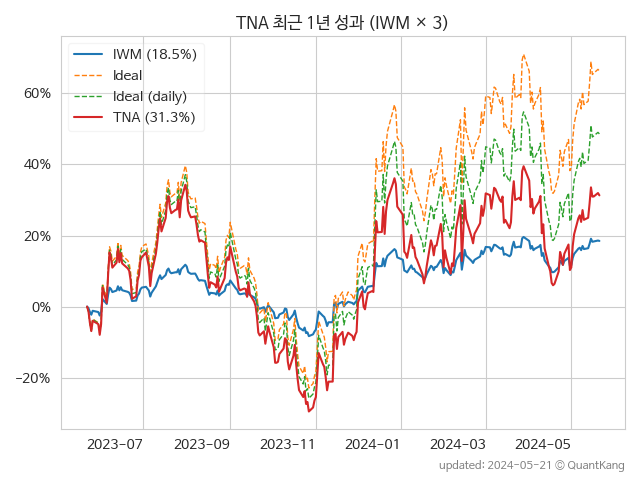 TNA 최근 1년 성과 (IWM × 3)
IWM (18.5%)
Ideal
Ideal (daily)
TNA (31.3%)
60%
40%
20%
0%
−20%
2023−07
2023−09
2023−11
2024−01
2024−03
2024−05
updated: 2024−05−21 © QuantKang